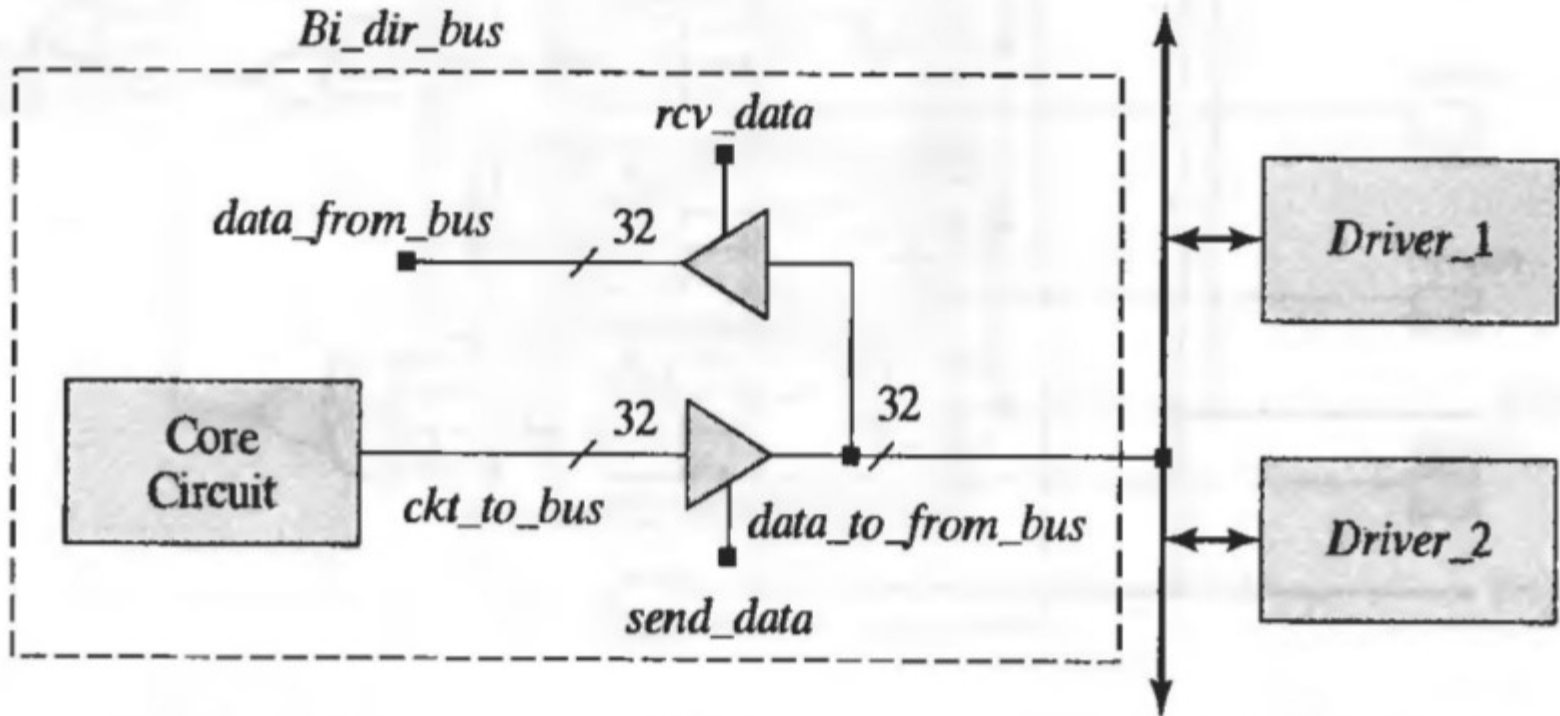 Bi_dir_bus
rcv_data
data_from_bus
32
Driver_1
Core
Circuit
32
32
ckt_to_bus
data_to_from_bus
Driver_2
send_data